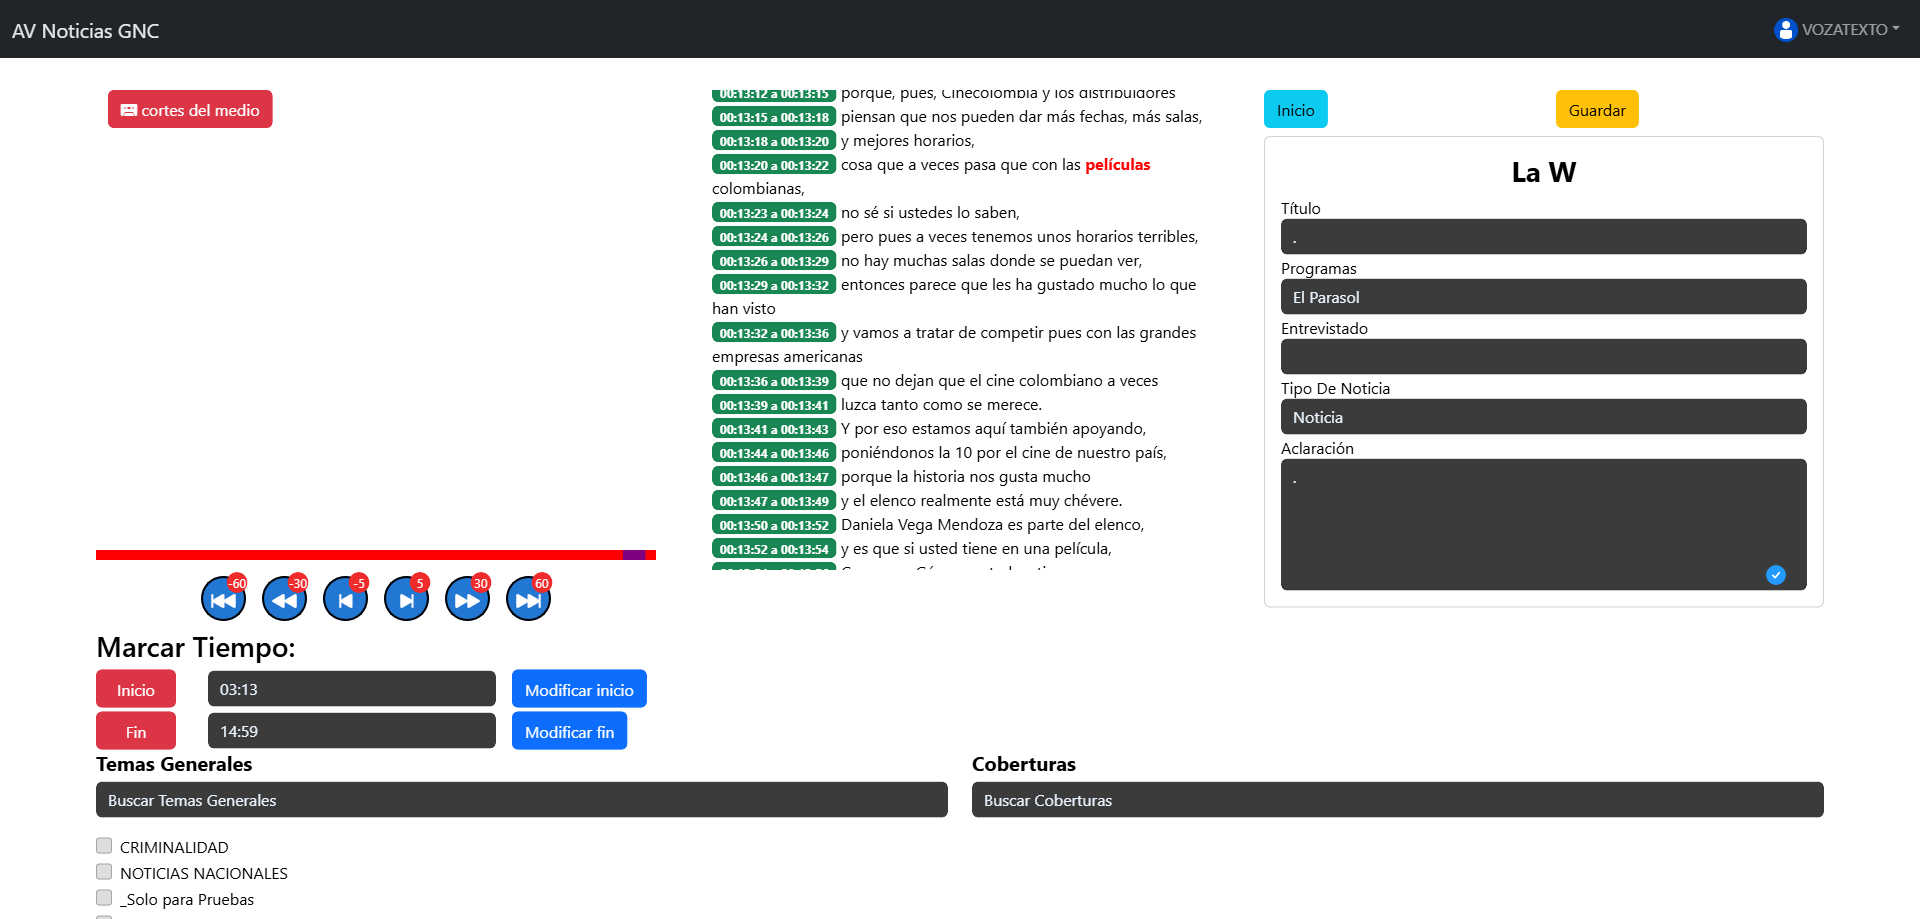 AV Noticias GNC
VOZATEXTO
cortes del medio
00:13:12 a 00:13:15 porque, pues, Cinecolombia y los distribuidores
00:13:15 a 00:13:18 piensan que nos pueden dar más fechas, más salas,
00:13:18 a 00:13:20 y mejores horarios,
00:13:20 a 00:13:22 cosa que a veces pasa que con las películas
colombianas,
00:13:23 a 00:13:24 no sé si ustedes lo saben,
00:13:24 a 00:13:26 pero pues a veces tenemos unos horarios terribles,
00:13:26 a 00:13:29 no hay muchas salas donde se puedan ver,
00:13:29 a 00:13:32 entonces parece que les ha gustado mucho lo que
han visto
00:13:32 a 00:13:36 y vamos a tratar de competir pues con las grandes
empresas americanas
00:13:36 a 00:13:39 que no dejan que el cine colombiano a veces
00:13:39 a 00:13:41 luzca tanto como se merece.
00:13:41 a 00:13:43 Y por eso estamos aquí también apoyando,
00:13:44 a 00:13:46 poniéndonos la 10 por el cine de nuestro país,
00:13:46 a 00:13:47 porque la historia nos gusta mucho
00:13:47 a 00:13:49 y el elenco realmente está muy chévere.
00:13:50 a 00:13:52 Daniela Vega Mendoza es parte del elenco,
00:13:52 a 00:13:54 y es que si usted tiene en una película,
Inicio
Guardar
La W
Título
.
Programas
El Parasol
Entrevistado
Tipo De Noticia
Noticia
Aclaración
.
-60 -30 -5 5 30 60
Marcar Tiempo:
Inicio 03:13 Modificar inicio
Fin 14:59 Modificar fin
Temas Generales
Buscar Temas Generales
CRIMINALIDAD
NOTICIAS NACIONALES
_Solo para Pruebas
Coberturas
Buscar Coberturas